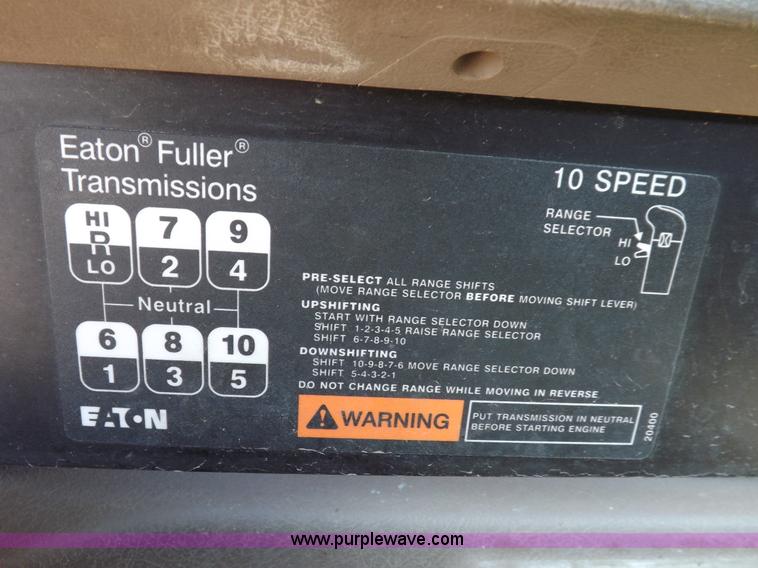 Eaton® Fuller®
Transmissions
10 SPEED
HI 7 9
R
LO 2 4
Neutral
6 8 10
1 3 5
EATON
RANGE
SELECTOR
HI
LO
PRE-SELECT ALL RANGE SHIFTS
(MOVE RANGE SELECTOR BEFORE MOVING SHIFT LEVER)
UPSHIFTING
START WITH RANGE SELECTOR DOWN
SHIFT 1-2-3-4-5 RAISE RANGE SELECTOR
SHIFT 6-7-8-9-10
DOWNSHIFTING
SHIFT 10-9-8-7-6 MOVE RANGE SELECTOR DOWN
SHIFT 5-4-3-2-1
DO NOT CHANGE RANGE WHILE MOVING IN REVERSE
WARNING
PUT TRANSMISSION IN NEUTRAL
BEFORE STARTING ENGINE
20400
www.purplewave.com